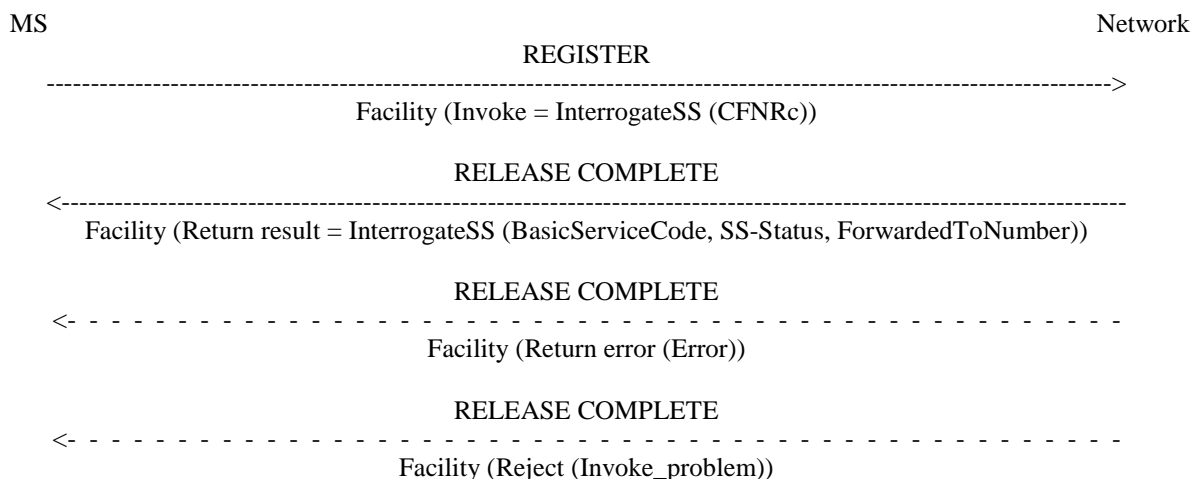 MS Network
REGISTER
Facility (Invoke = InterrogateSS (CFNRc))
RELEASE COMPLETE
Facility (Return result = InterrogateSS (BasicServiceCode, SS-Status, ForwardedToNumber))
RELEASE COMPLETE
Facility (Return error (Error))
RELEASE COMPLETE
Facility (Reject (Invoke_problem))